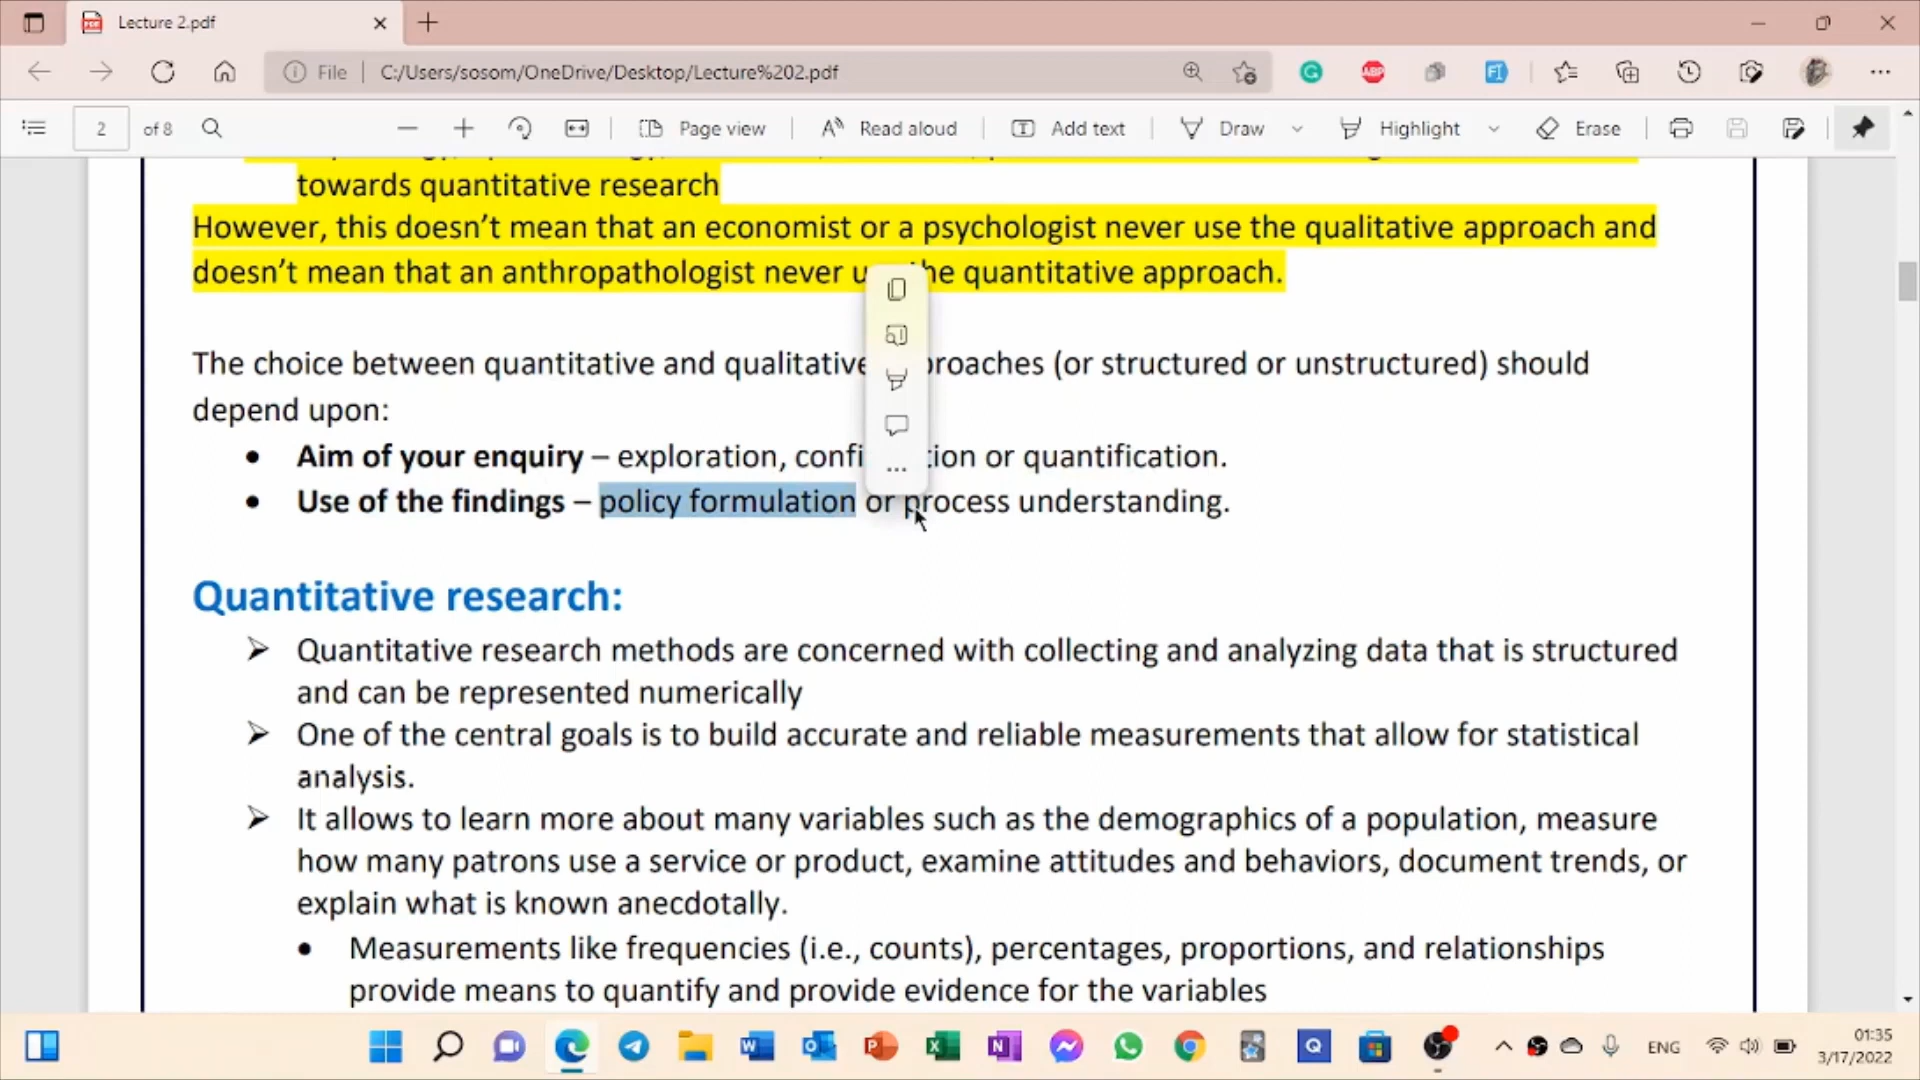 Lecture 2.pdf
File
C:/Users/sosom/OneDrive/Desktop/Lecture%202.pdf
2 of 8
Page view
Read aloud
Add text
Draw
Highlight
Erase
towards quantitative research
However, this doesn't mean that an economist or a psychologist never use the qualitative approach and
doesn't mean that an anthropathologist never quantitative approach.
The choice between quantitative and qualitative (or structured or unstructured) should
depend upon:
• Aim of your enquiry – exploration, or quantification.
• Use of the findings – policy formulation or process understanding.
Quantitative research:
➢ Quantitative research methods are concerned with collecting and analyzing data that is structured
and can be represented numerically
➢ One of the central goals is to build accurate and reliable measurements that allow for statistical
analysis.
➢ It allows to learn more about many variables such as the demographics of a population, measure
how many patrons use a service or product, examine attitudes and behaviors, document trends, or
explain what is known anecdotally.
• Measurements like frequencies (i.e., counts), percentages, proportions, and relationships
provide means to quantify and provide evidence for the variables
ENG
01:35
3/17/2022